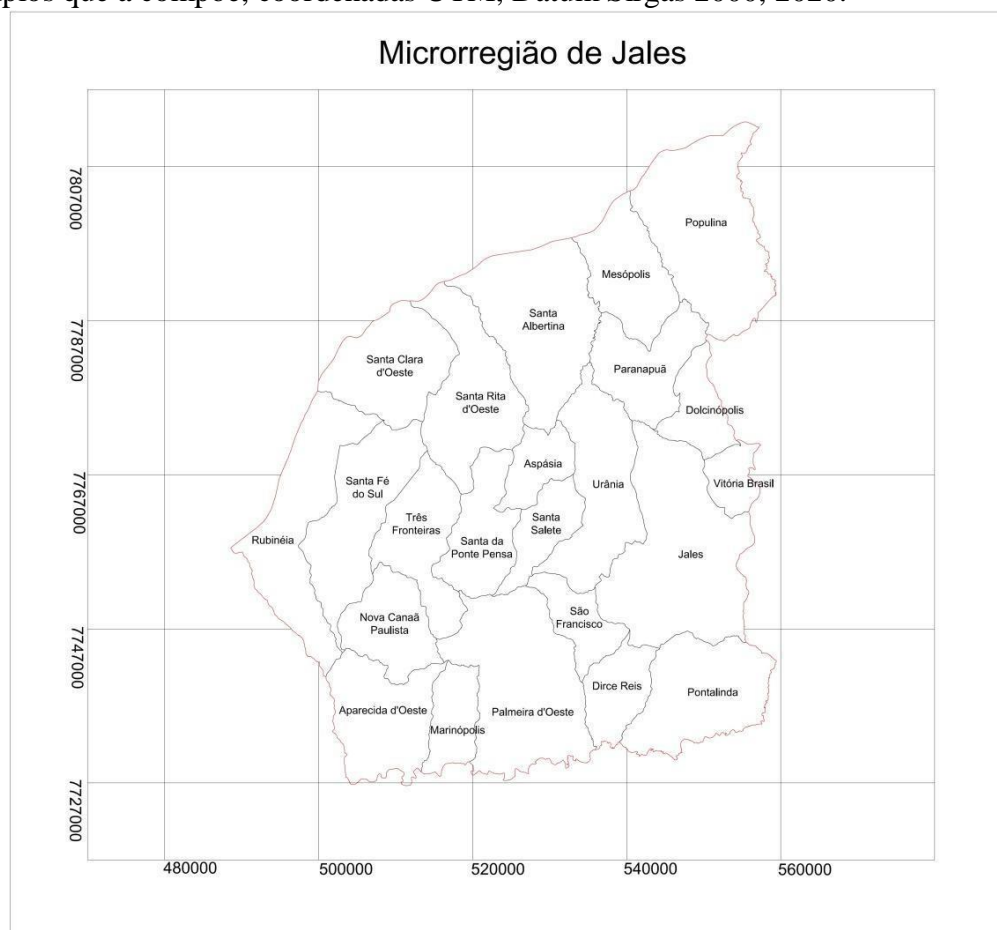 pios que a compõe, coordenadas UTM, Datum Sirgas 2000, 2020.
Microrregião de Jales
7807000
Populina
Mesópolis
Santa
Albertina
7787000
Santa Clara
d'Oeste
Paranapuã
Santa Rita
d'Oeste
Dolcinópolis
Aspásia
7767000
Santa Fé
do Sul
Urânia
Vitória Brasil
Três
Fronteiras
Santa
Salete
Rubinéia
Santa da
Ponte Pensa
Jales
Nova Canaã
Paulista
São
Francisco
7747000
Dirce Reis
Pontalinda
Aparecida d'Oeste
Marinópolis
Palmeira d'Oeste
7727000
480000
500000
520000
540000
560000